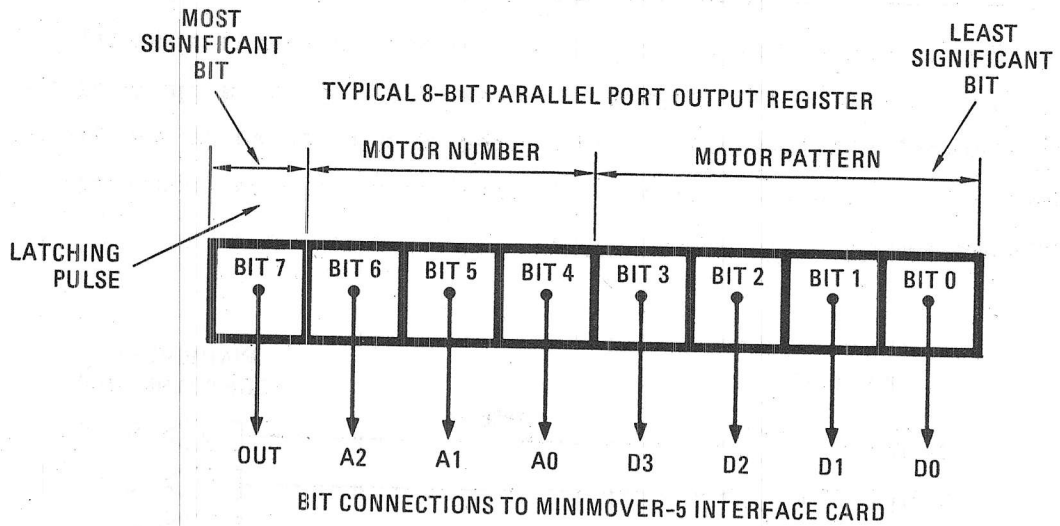 MOST
SIGNIFICANT
BIT
LEAST
SIGNIFICANT
BIT
TYPICAL 8-BIT PARALLEL PORT OUTPUT REGISTER
MOTOR NUMBER
MOTOR PATTERN
LATCHING
PULSE
BIT 7 BIT 6 BIT 5 BIT 4 BIT 3 BIT 2 BIT 1 BIT 0
OUT A2 A1 A0 D3 D2 D1 D0
BIT CONNECTIONS TO MINIMOVER-5 INTERFACE CARD